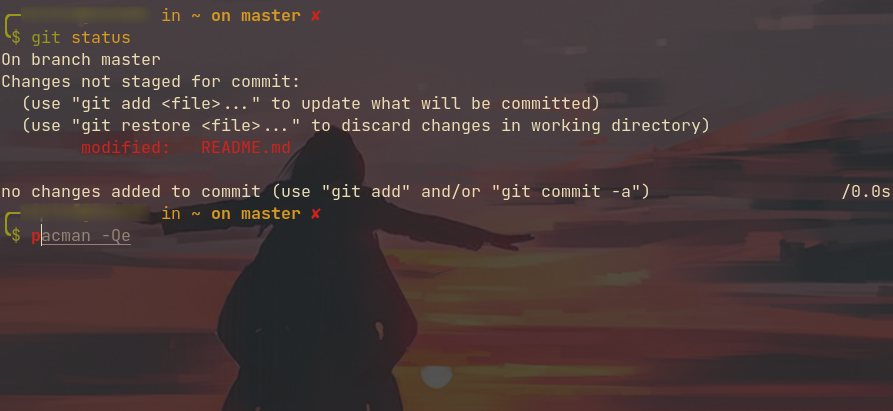 in ~ on master ✘
$ git status
On branch master
Changes not staged for commit:
  (use "git add <file>..." to update what will be committed)
  (use "git restore <file>..." to discard changes in working directory)
        modified:   README.md
no changes added to commit (use "git add" and/or "git commit -a") /0.0s
in ~ on master ✘
$ pacman -Qe